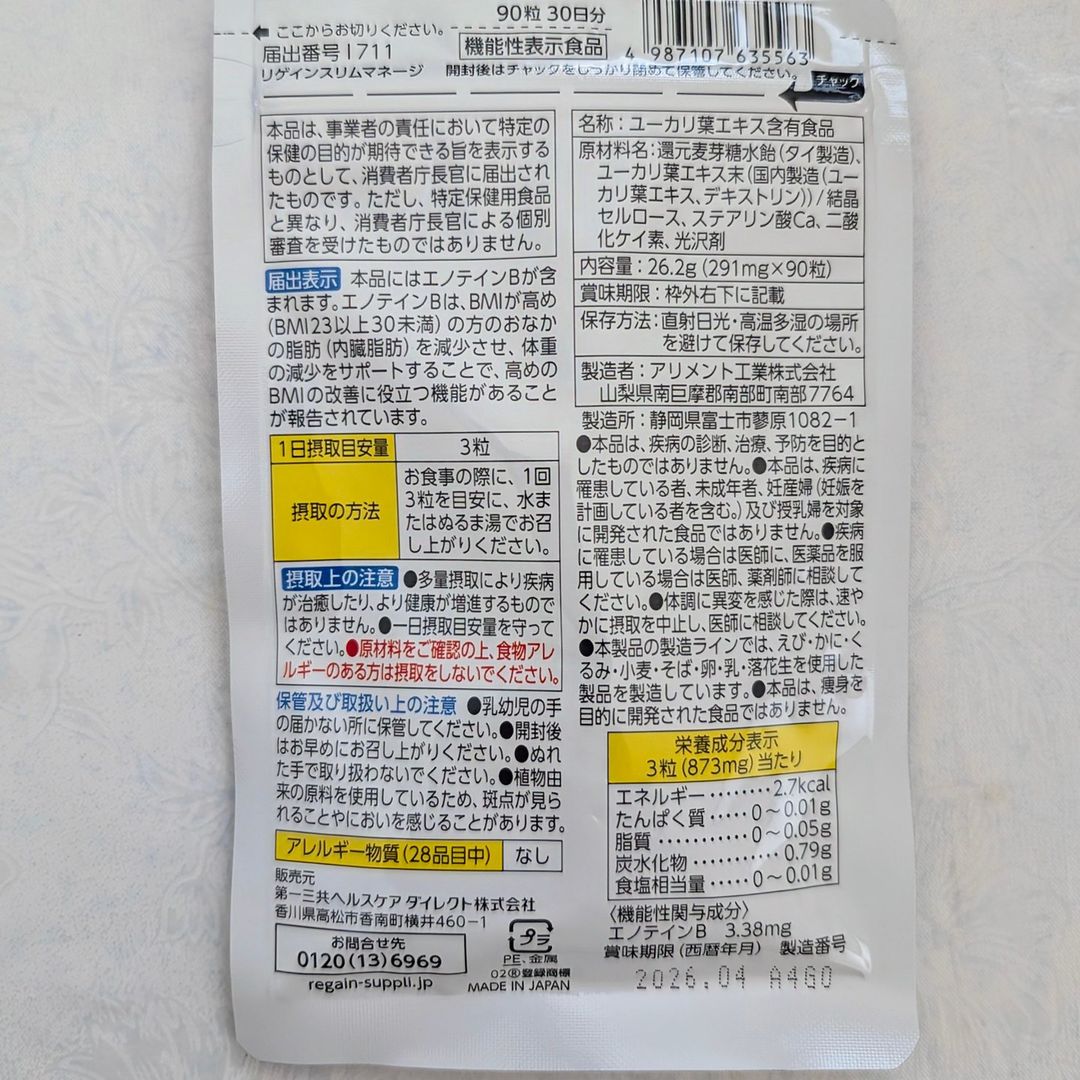 90粒 30日分
ここからお切りください。
届出番号I711
機能性表示食品
4 987107 635563
リゲインスリムマネージ
開封後はチャックをしっかり閉めて保管してください。
チャック
本品は、事業者の責任において特定の
保健の目的が期待できる旨を表示する
ものとして、消費者庁長官に届出され
たものです。ただし、特定保健用食品
と異なり、消費者庁長官による個別
審査を受けたものではありません。
届出表示 本品にはエノテインBが含
まれます。エノテインBは、BMIが高め
(BMI23以上30未満)の方のおなか
の脂肪(内臓脂肪)を減少させ、体重
の減少をサポートすることで、高めの
BMIの改善に役立つ機能があること
が報告されています。
1日摂取目安量 3粒
摂取の方法
お食事の際に、1回
3粒を目安に、水ま
たはぬるま湯でお召
し上がりください。
摂取上の注意 ●多量摂取により疾病
が治癒したり、より健康が増進するもので
はありません。●一日摂取目安量を守って
ください。●原材料をご確認の上、食物アレ
ルギーのある方は摂取をしないでください。
保管及び取扱い上の注意 ●乳幼児の手
の届かない所に保管してください。●開封後
はお早めにお召し上がりください。●ぬれ
た手で取り扱わないでください。●植物由
来の原料を使用しているため、斑点が見ら
れることやにおいを感じることがあります。
アレルギー物質(28品目中) なし
販売元
第一三共ヘルスケア ダイレクト株式会社
香川県高松市香南町横井460-1
お問合せ先
0120(13)6969
regain-suppli.jp
プラ
PE、金属
02 ®登録商標
MADE IN JAPAN
名称:ユーカリ葉エキス含有食品
原材料名:還元麦芽糖水飴(タイ製造)、
ユーカリ葉エキス末(国内製造(ユー
カリ葉エキス、デキストリン))/結晶
セルロース、ステアリン酸Ca、二酸
化ケイ素、光沢剤
内容量:26.2g(291mg×90粒)
賞味期限:枠外右下に記載
保存方法:直射日光・高温多湿の場所
を避けて保存してください。
製造者:アリメント工業株式会社
山梨県南巨摩郡南部町南部7764
製造所:静岡県富士市蓼原1082-1
●本品は、疾病の診断、治療、予防を目的と
したものではありません。●本品は、疾病に
罹患している者、未成年者、妊産婦(妊娠を
計画している者を含む。)及び授乳婦を対象
に開発された食品ではありません。●疾病
に罹患している場合は医師に、医薬品を服
用している場合は医師、薬剤師に相談して
ください。●体調に異変を感じた際は、速や
かに摂取を中止し、医師に相談してください。
●本製品の製造ラインでは、えび・かに・く
るみ・小麦・そば・卵・乳・落花生を使用した
製品を製造しています。●本品は、痩身を
目的に開発された食品ではありません。
栄養成分表示
3粒(873mg)当たり
エネルギー………2.7kcal
たんぱく質……0~0.01g
脂質……………0~0.05g
炭水化物…………0.79g
食塩相当量……0~0.01g
〈機能性関与成分〉
エノテインB 3.38mg
賞味期限(西暦年月) 製造番号
2026.04 A4G0